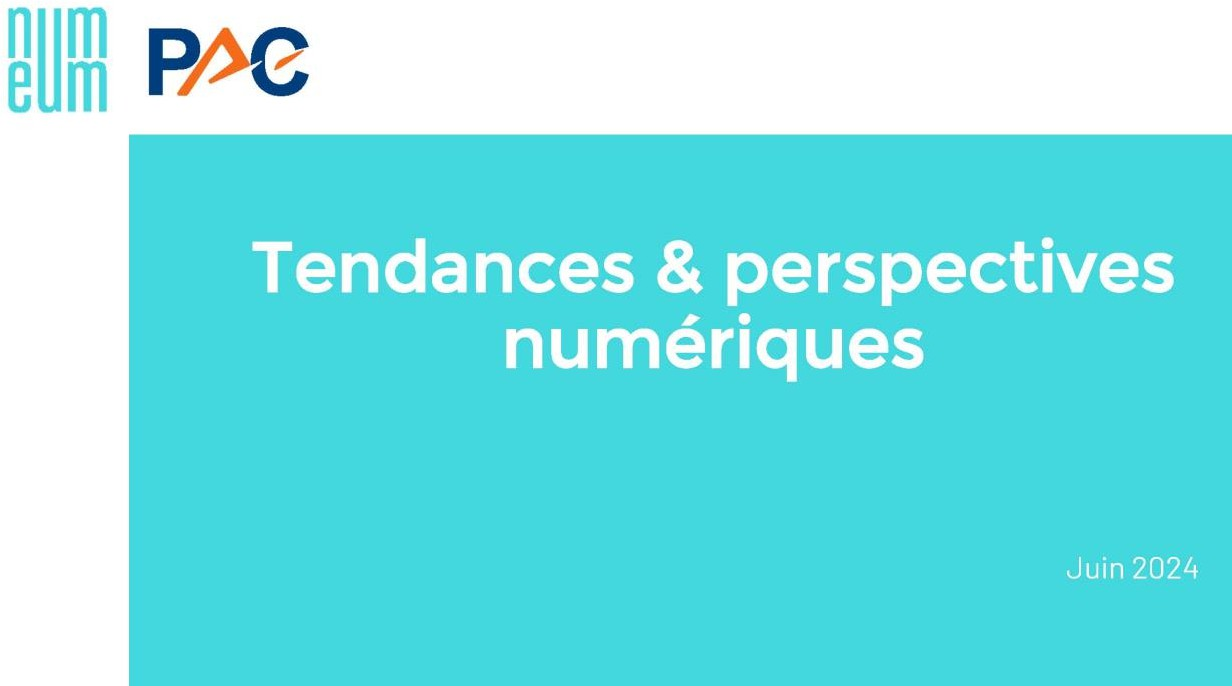 num
eum
PAC
Tendances & perspectives
numériques
Juin 2024